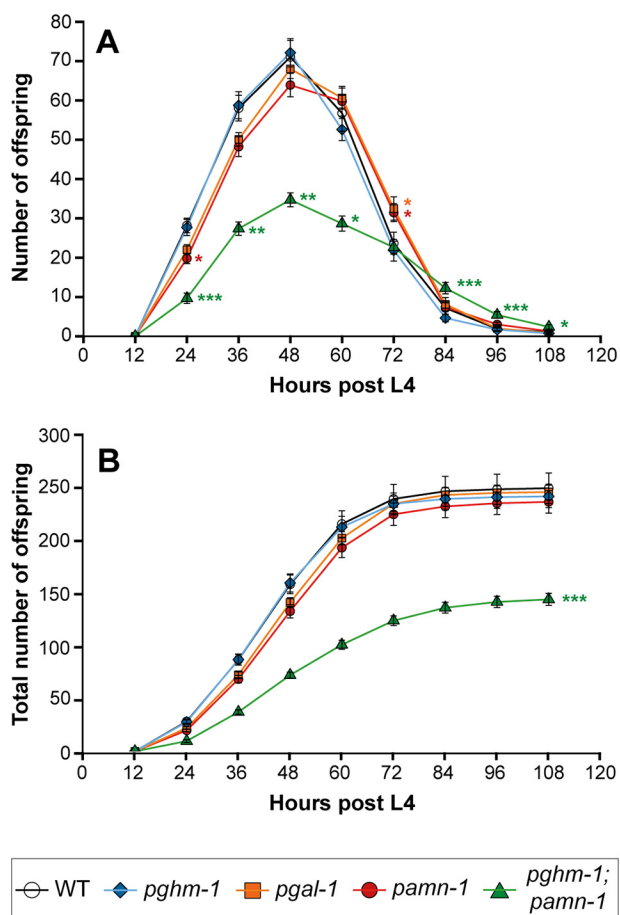 A
Number of offspring
80
70
60
50
40
30
20
10
0
*
***
**
**
*
*
*
***
***
*
0 12 24 36 48 60 72 84 96 108 120
Hours post L4
B
Total number of offspring
300
250
200
150
100
50
0
***
0 12 24 36 48 60 72 84 96 108 120
Hours post L4
WT pghm-1 pgal-1 pamn-1 pghm-1;
pamn-1